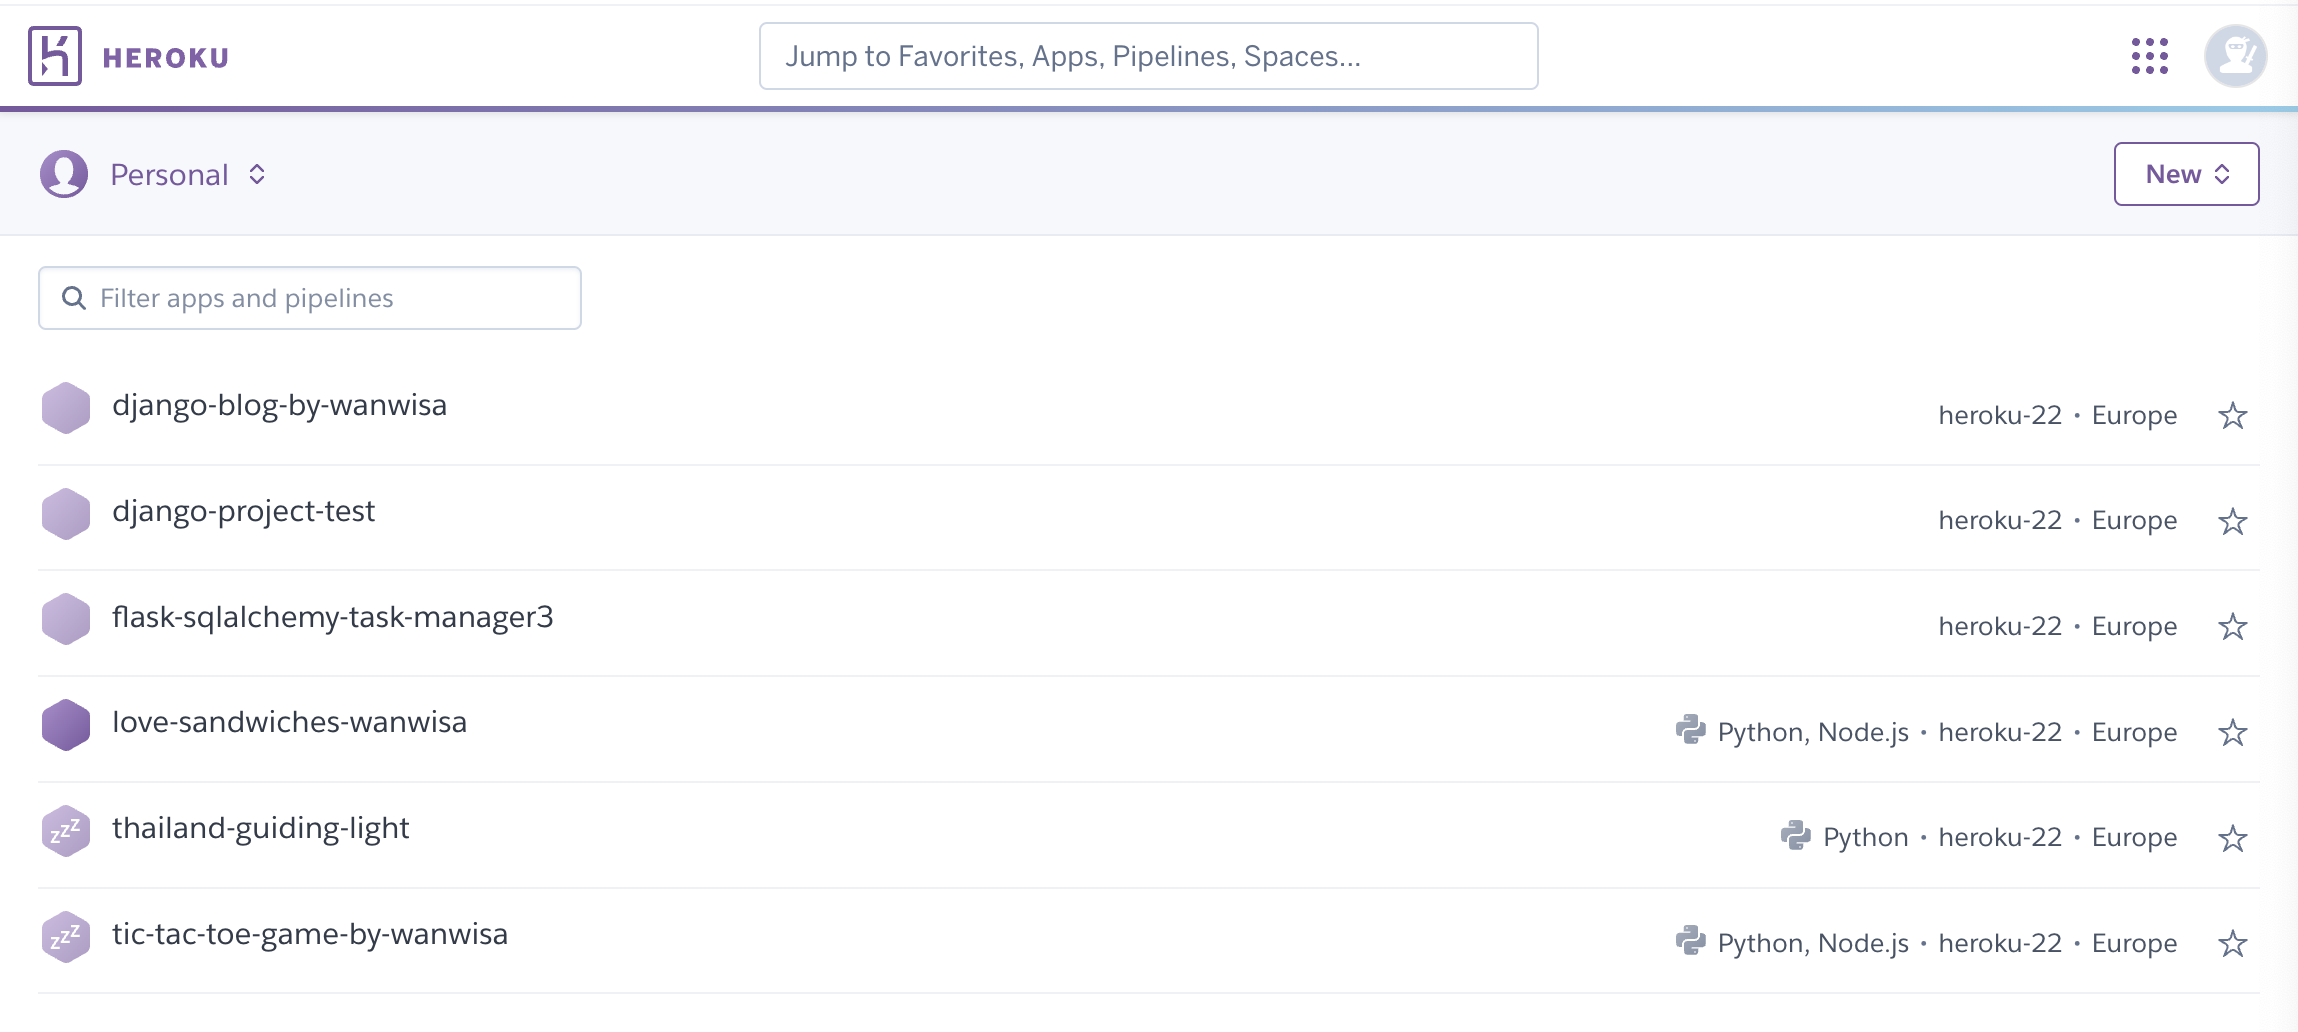 HEROKU
Jump to Favorites, Apps, Pipelines, Spaces...
Personal
New
Filter apps and pipelines
django-blog-by-wanwisa heroku-22 · Europe
django-project-test heroku-22 · Europe
flask-sqlalchemy-task-manager3 heroku-22 · Europe
love-sandwiches-wanwisa Python, Node.js · heroku-22 · Europe
zzz thailand-guiding-light Python · heroku-22 · Europe
zzz tic-tac-toe-game-by-wanwisa Python, Node.js · heroku-22 · Europe